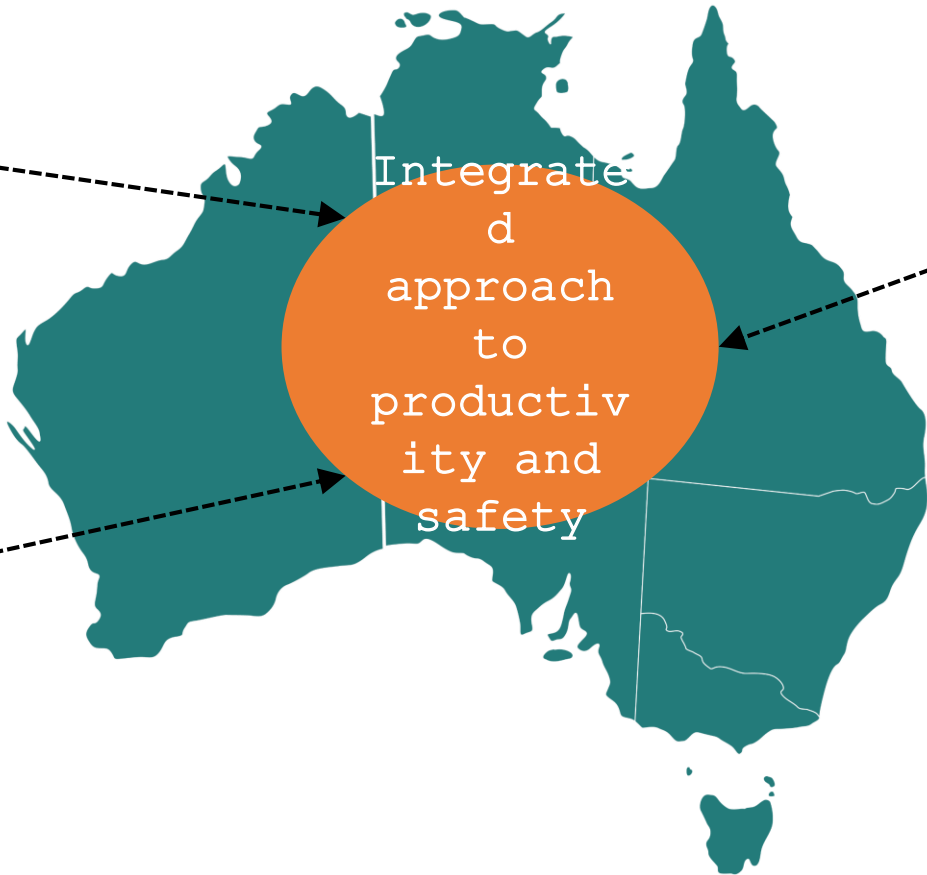 Integrate
d
approach
to
productiv
ity and
safety